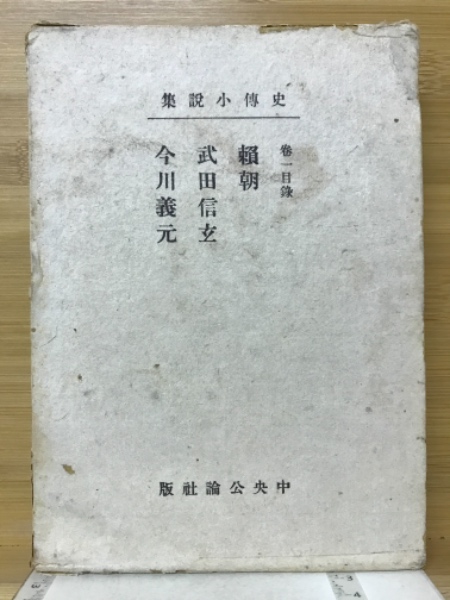 史傳小說集
卷一目錄
賴朝
武田信玄
今川義元
中央公論社版